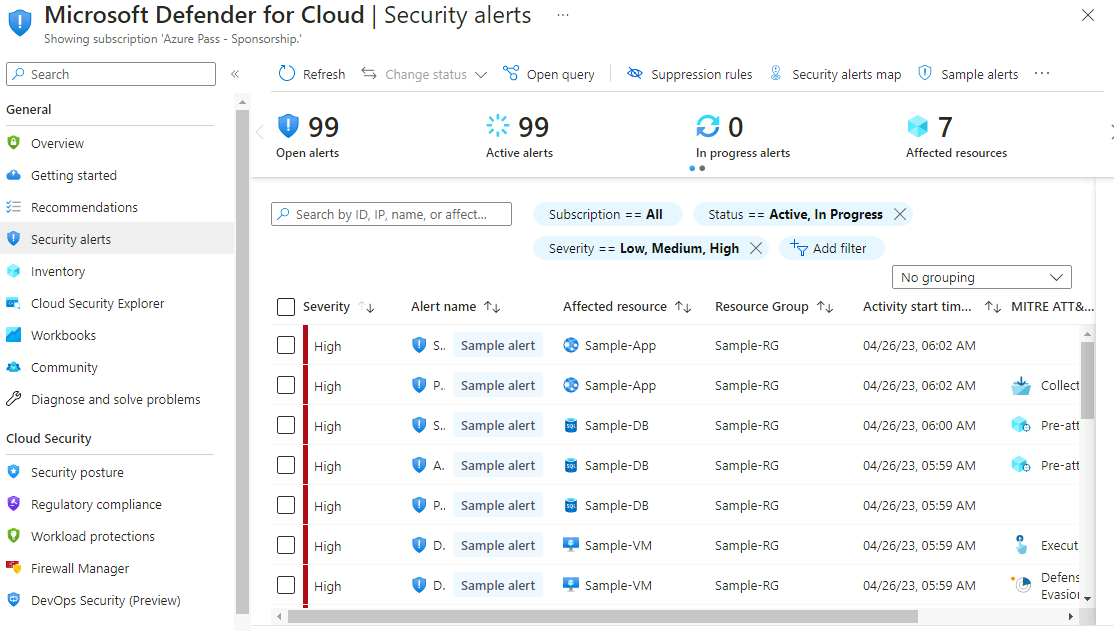 Microsoft Defender for Cloud | Security alerts ...
Showing subscription 'Azure Pass - Sponsorship.'
Search
«
General
Overview
Getting started
Recommendations
Security alerts
Inventory
Cloud Security Explorer
Workbooks
Community
Diagnose and solve problems
Cloud Security
Security posture
Regulatory compliance
Workload protections
Firewall Manager
DevOps Security (Preview)
Refresh Change status Open query Suppression rules Security alerts map Sample alerts ...
99 99 0 7
Open alerts Active alerts In progress alerts Affected resources
Search by ID, IP, name, or affect... Subscription == All Status == Active, In Progress
Severity == Low, Medium, High Add filter
No grouping
Severity Alert name Affected resource Resource Group Activity start tim... MITRE ATT&...
High S.. Sample alert Sample-App Sample-RG 04/26/23, 06:02 AM
High P.. Sample alert Sample-App Sample-RG 04/26/23, 06:02 AM Collect
High S.. Sample alert Sample-DB Sample-RG 04/26/23, 06:00 AM Pre-att
High A. Sample alert Sample-DB Sample-RG 04/26/23, 05:59 AM Pre-att
High P.. Sample alert Sample-DB Sample-RG 04/26/23, 05:59 AM
High D. Sample alert Sample-VM Sample-RG 04/26/23, 05:59 AM Execut
High D. Sample alert Sample-VM Sample-RG 04/26/23, 05:59 AM Defens
Evasion